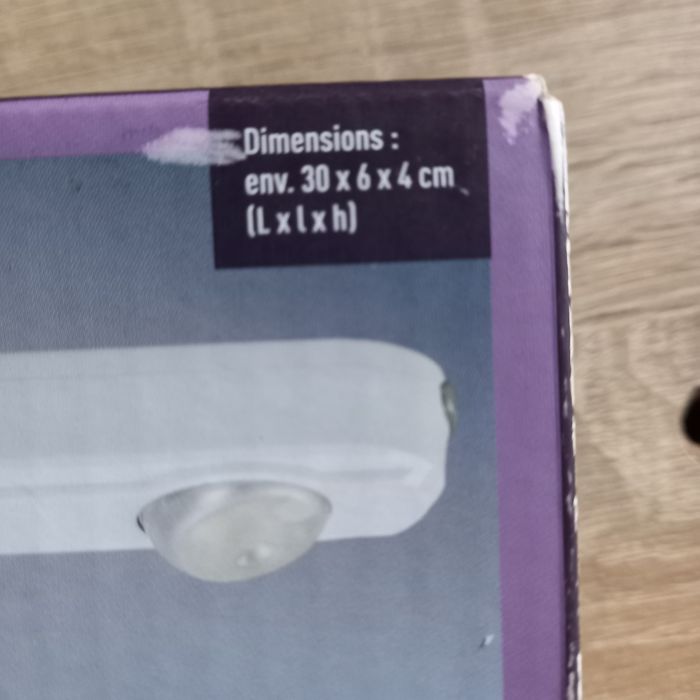 Dimensions :
env. 30 x 6 x 4 cm
(L x l x h)